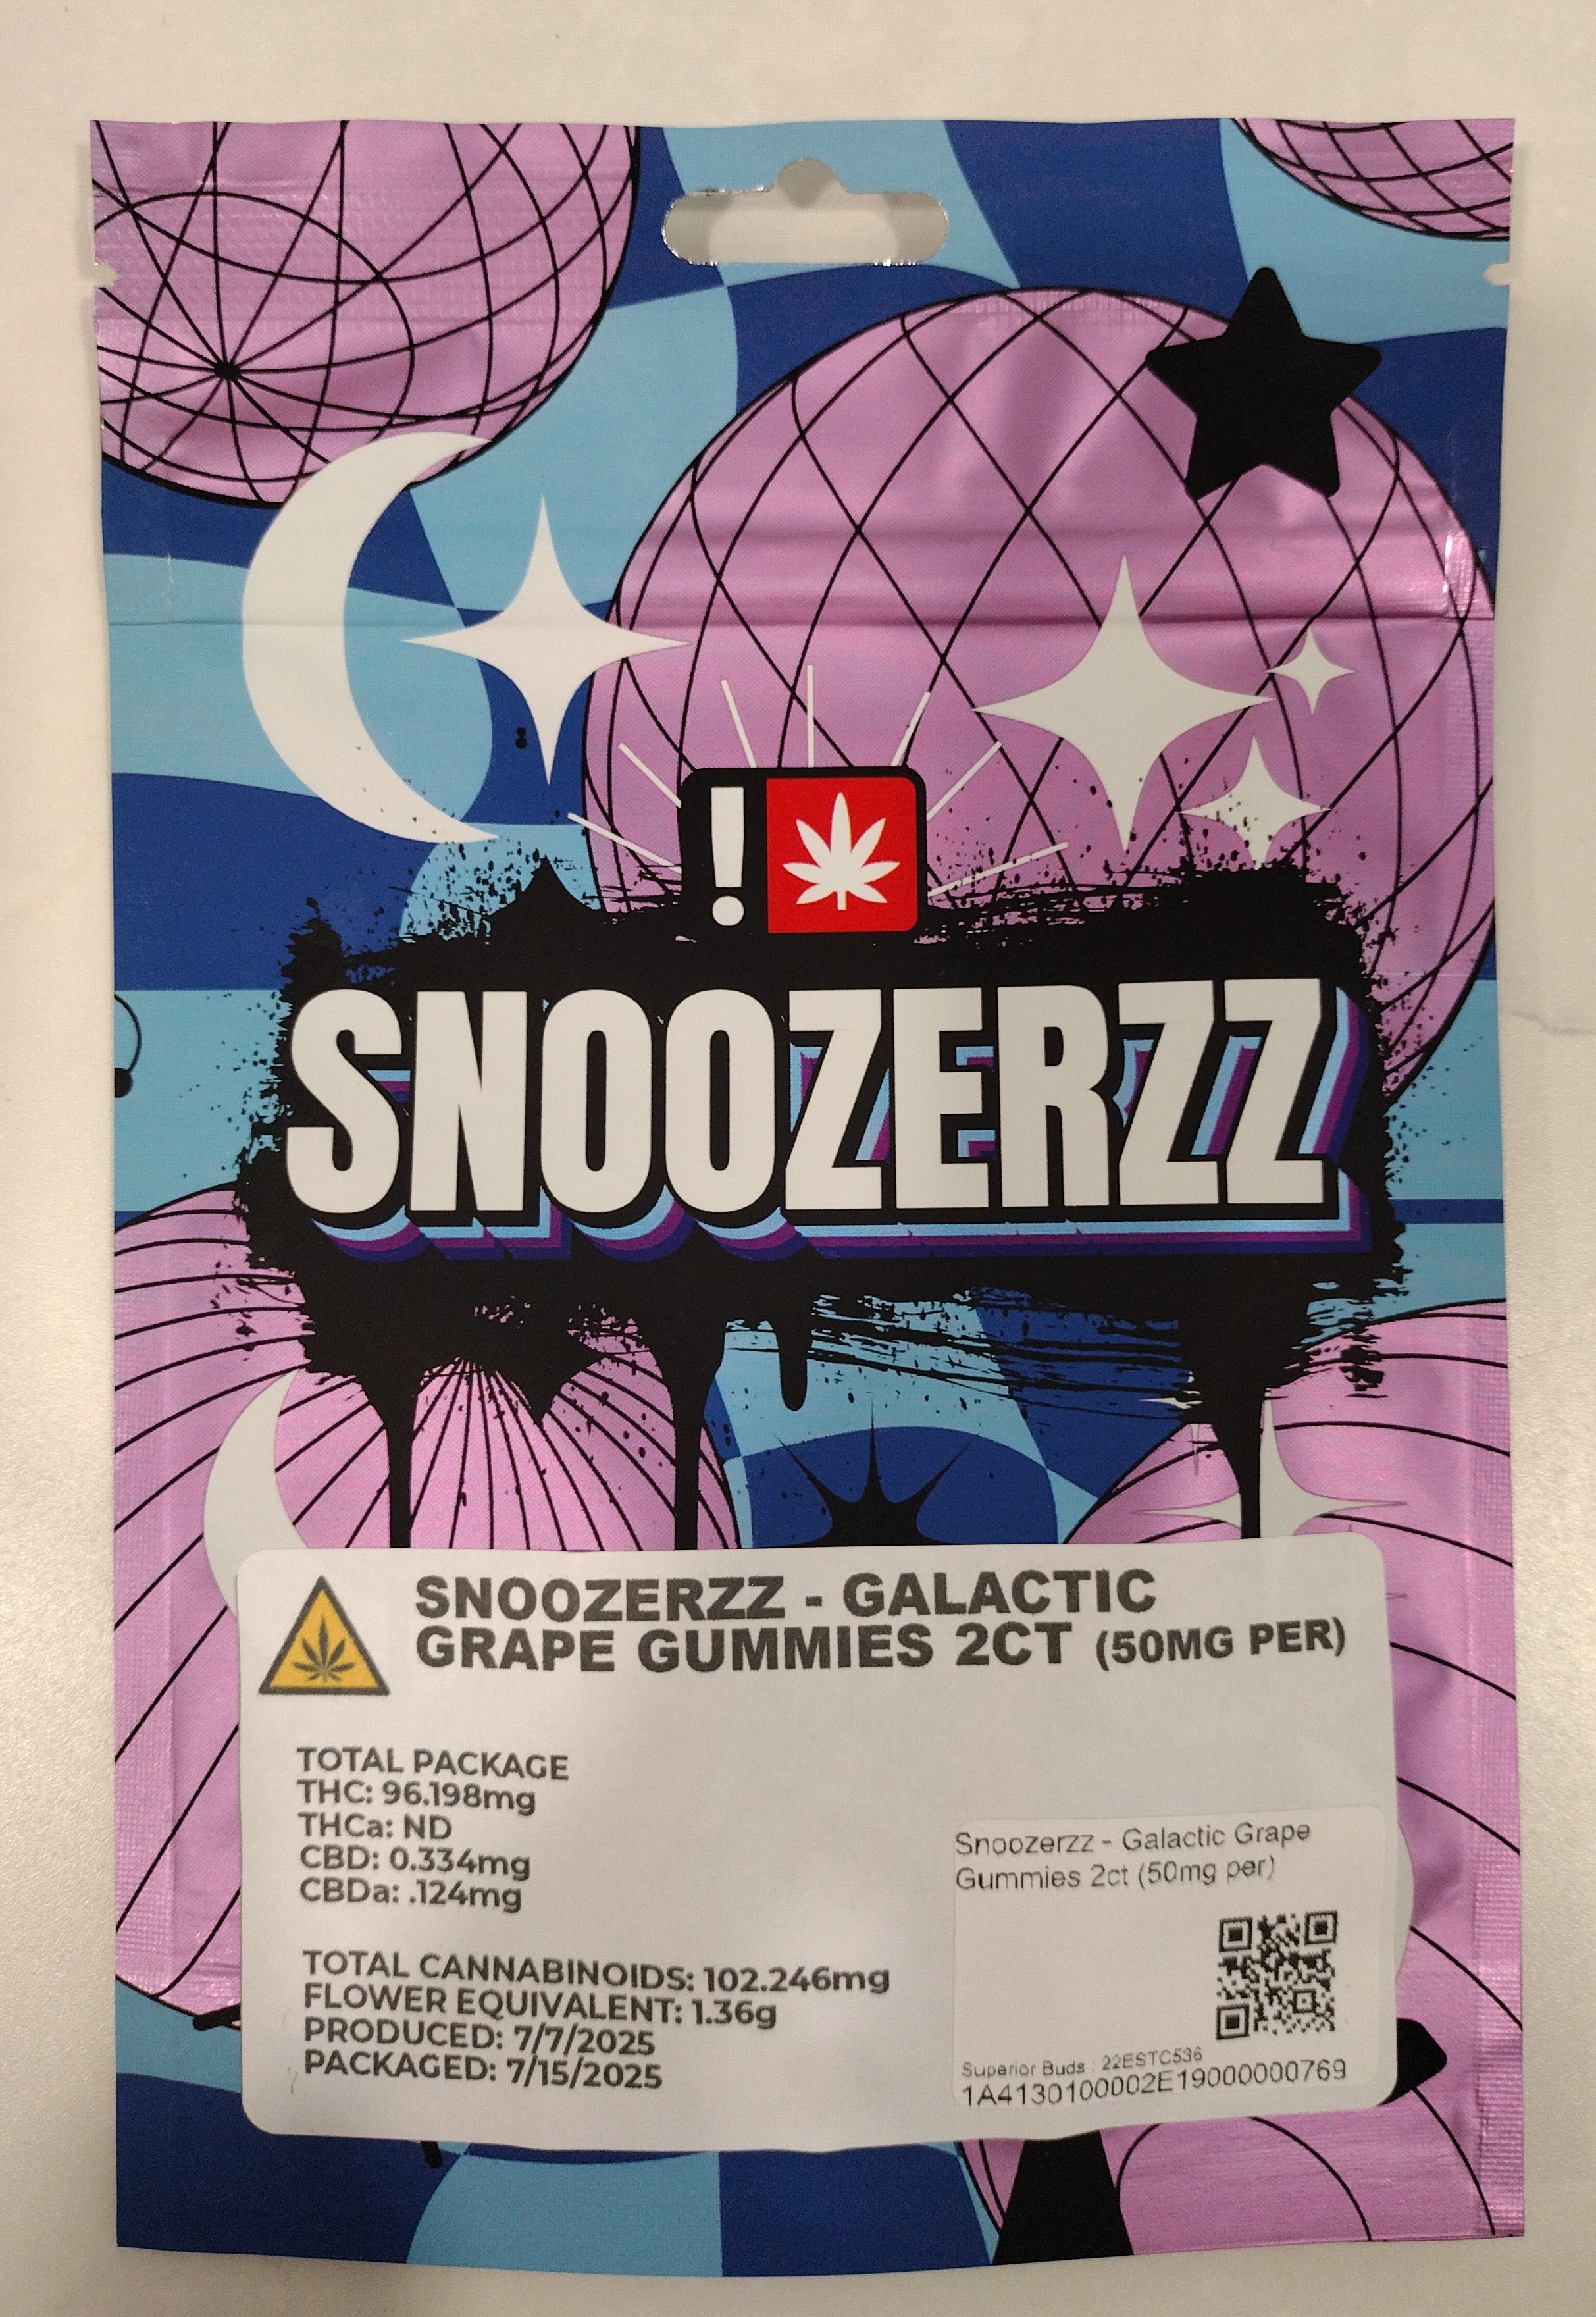 !
SNOOZERZZ
SNOOZERZZ - GALACTIC
GRAPE GUMMIES 2CT (50MG PER)
TOTAL PACKAGE
THC: 96.198mg
THCa: ND
CBD: 0.334mg
CBDa: .124mg
TOTAL CANNABINOIDS: 102.246mg
FLOWER EQUIVALENT: 1.36g
PRODUCED: 7/7/2025
PACKAGED: 7/15/2025
Snoozerzz - Galactic Grape
Gummies 2ct (50mg per)
Superior Buds : 22ESTC536
1A4130100002E19000000769